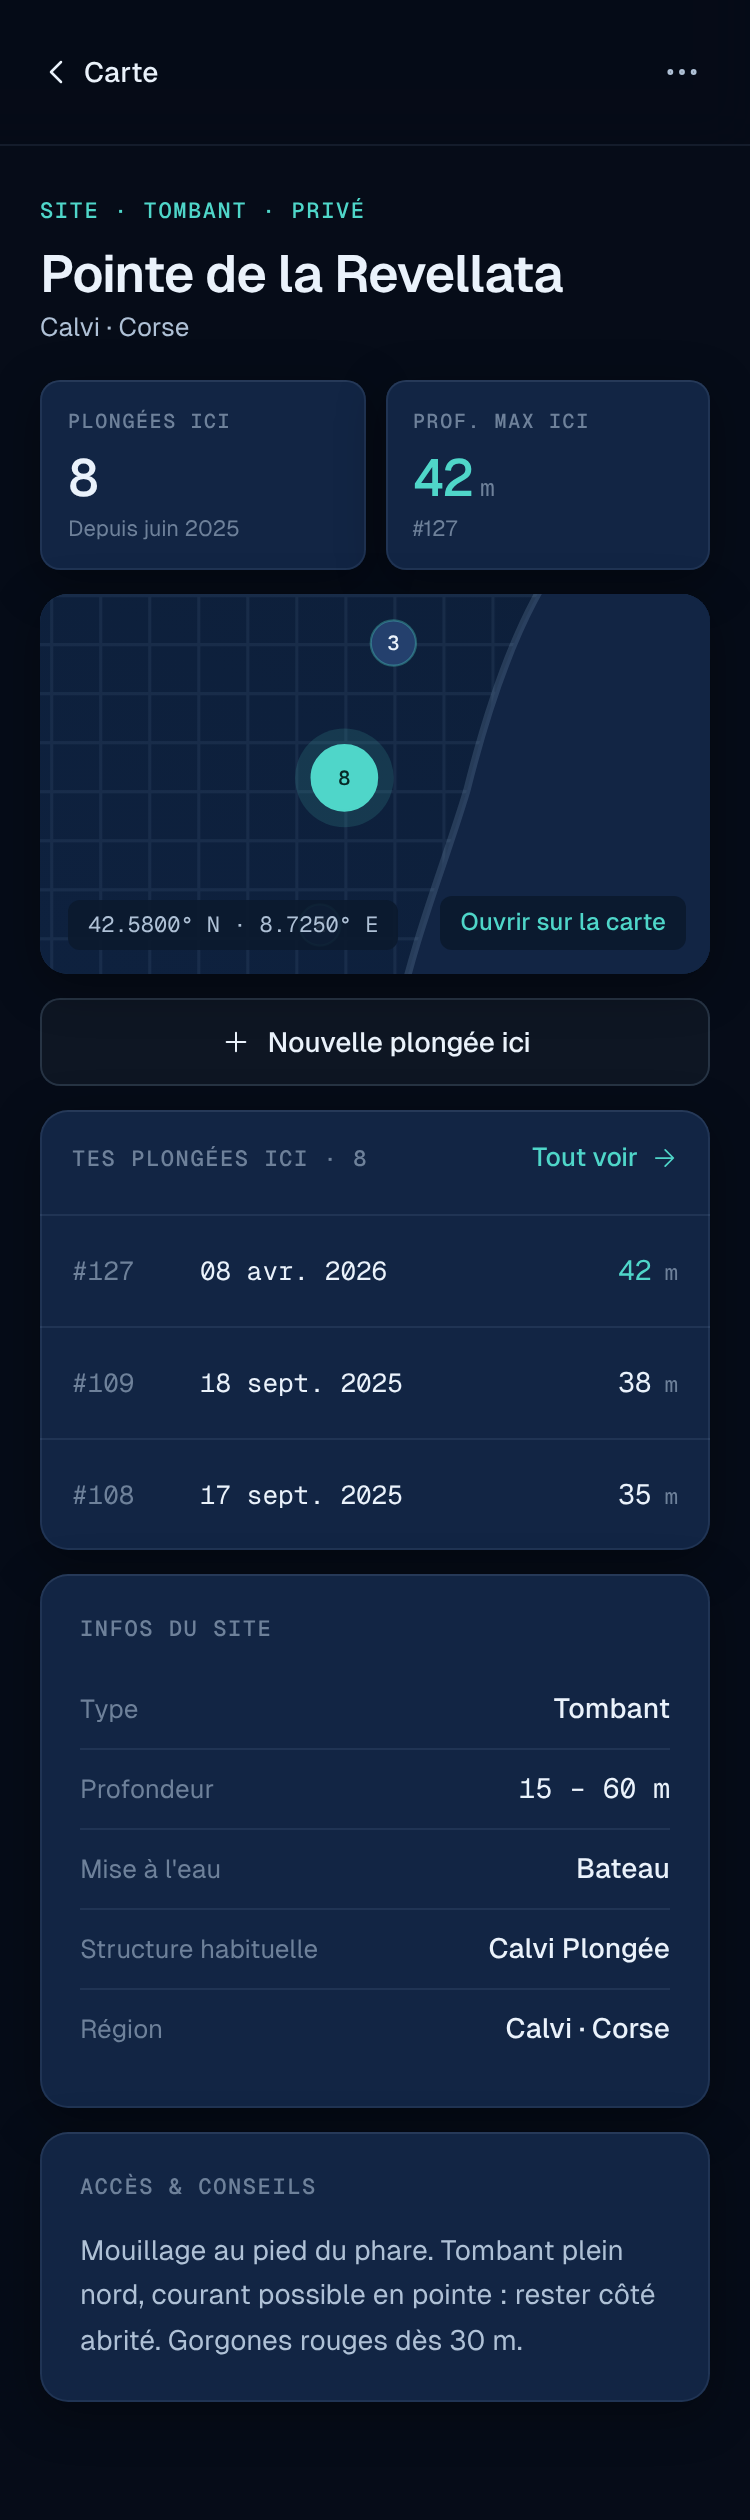 Carte
SITE · TOMBANT · PRIVÉ
Pointe de la Revellata
Calvi · Corse
PLONGÉES ICI
8
Depuis juin 2025
PROF. MAX ICI
42 m
#127
3
8
42.5800° N · 8.7250° E
Ouvrir sur la carte
+ Nouvelle plongée ici
TES PLONGÉES ICI · 8
Tout voir →
#127 08 avr. 2026 42 m
#109 18 sept. 2025 38 m
#108 17 sept. 2025 35 m
INFOS DU SITE
Type Tombant
Profondeur 15 – 60 m
Mise à l'eau Bateau
Structure habituelle Calvi Plongée
Région Calvi · Corse
ACCÈS & CONSEILS
Mouillage au pied du phare. Tombant plein
nord, courant possible en pointe : rester côté
abrité. Gorgones rouges dès 30 m.